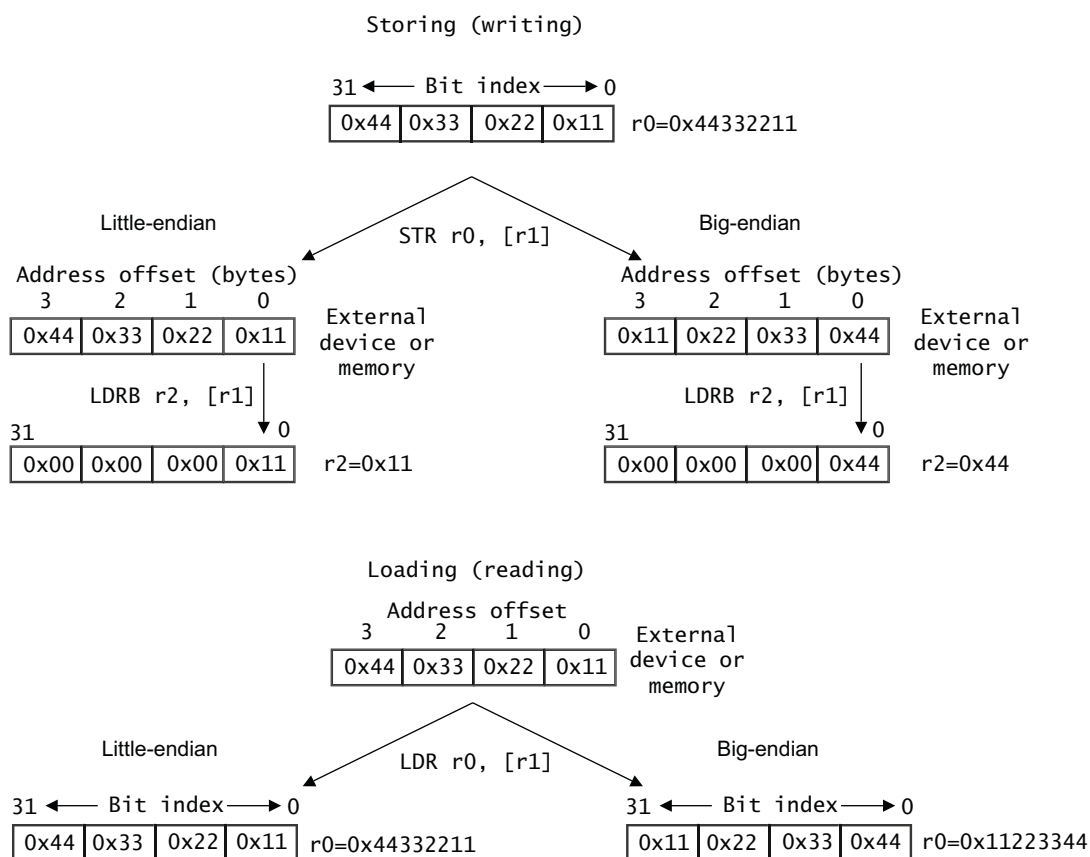 Storing (writing)
31 Bit index 0
0x44 0x33 0x22 0x11 r0=0x44332211
Little-endian
Big-endian
STR r0, [r1]
Address offset (bytes)
3 2 1 0
0x44 0x33 0x22 0x11
External
device or
memory
Address offset (bytes)
3 2 1 0
0x11 0x22 0x33 0x44
External
device or
memory
LDRB r2, [r1]
31 0
0x00 0x00 0x00 0x11 r2=0x11
LDRB r2, [r1]
31 0
0x00 0x00 0x00 0x44 r2=0x44
Loading (reading)
Address offset
3 2 1 0
0x44 0x33 0x22 0x11
External
device or
memory
Little-endian
Big-endian
LDR r0, [r1]
31 Bit index 0
0x44 0x33 0x22 0x11 r0=0x44332211
31 Bit index 0
0x11 0x22 0x33 0x44 r0=0x11223344